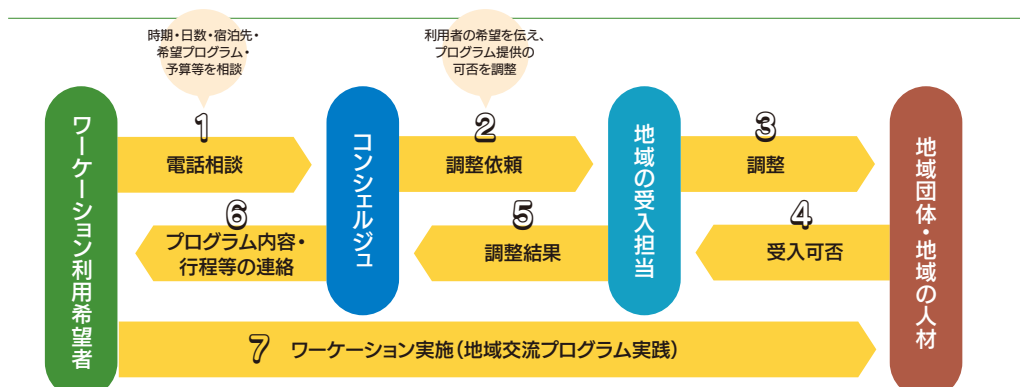 時期・日数・宿泊先・
希望プログラム・
予算等を相談
利用者の希望を伝え、
プログラム提供の
可否を調整
ワーケーション利用希望者
コンシェルジュ
地域の受入担当
地域団体・地域の人材
1
電話相談
2
調整依頼
3
調整
4
受入可否
5
調整結果
6
プログラム内容・
行程等の連絡
7 ワーケーション実施（地域交流プログラム実践）